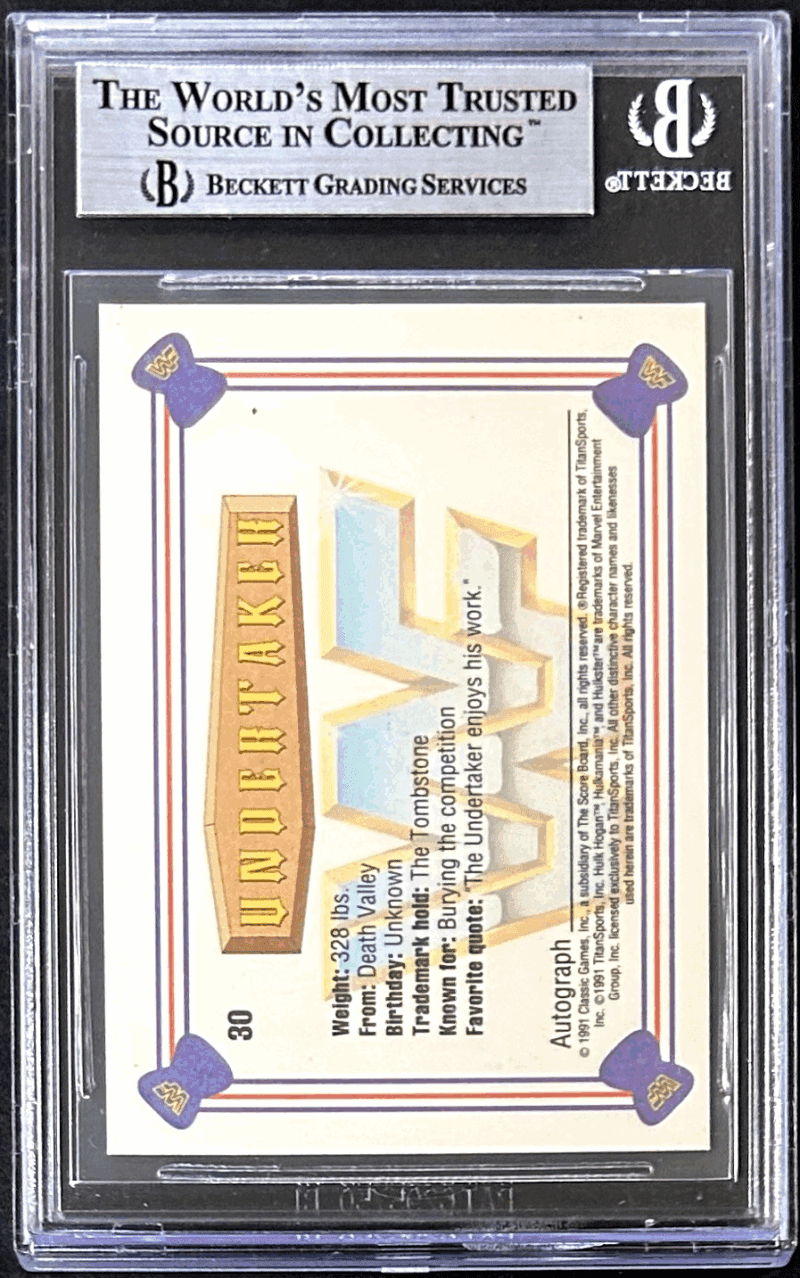 THE WORLD'S MOST TRUSTED
SOURCE IN COLLECTING™
(B) BECKETT GRADING SERVICES
B
BECKETT®
30
UNDERTAKER
Weight: 328 lbs.
From: Death Valley
Birthday: Unknown
Trademark hold: The Tombstone
Known for: Burying the competition
Favorite quote: "The Undertaker enjoys his work."
Autograph
© 1991 Classic Games, Inc., a subsidiary of The Score Board, Inc., all rights reserved. ®Registered trademark of TitanSports,
Inc. ©1991 TitanSports, Inc. Hulk Hogan™, Hulkamania™ and Hulkster™ are trademarks of Marvel Entertainment
Group, Inc. licensed exclusively to TitanSports, Inc. All other distinctive character names and likenesses
used herein are trademarks of TitanSports, Inc. All rights reserved.
WF
WF
WF
WF